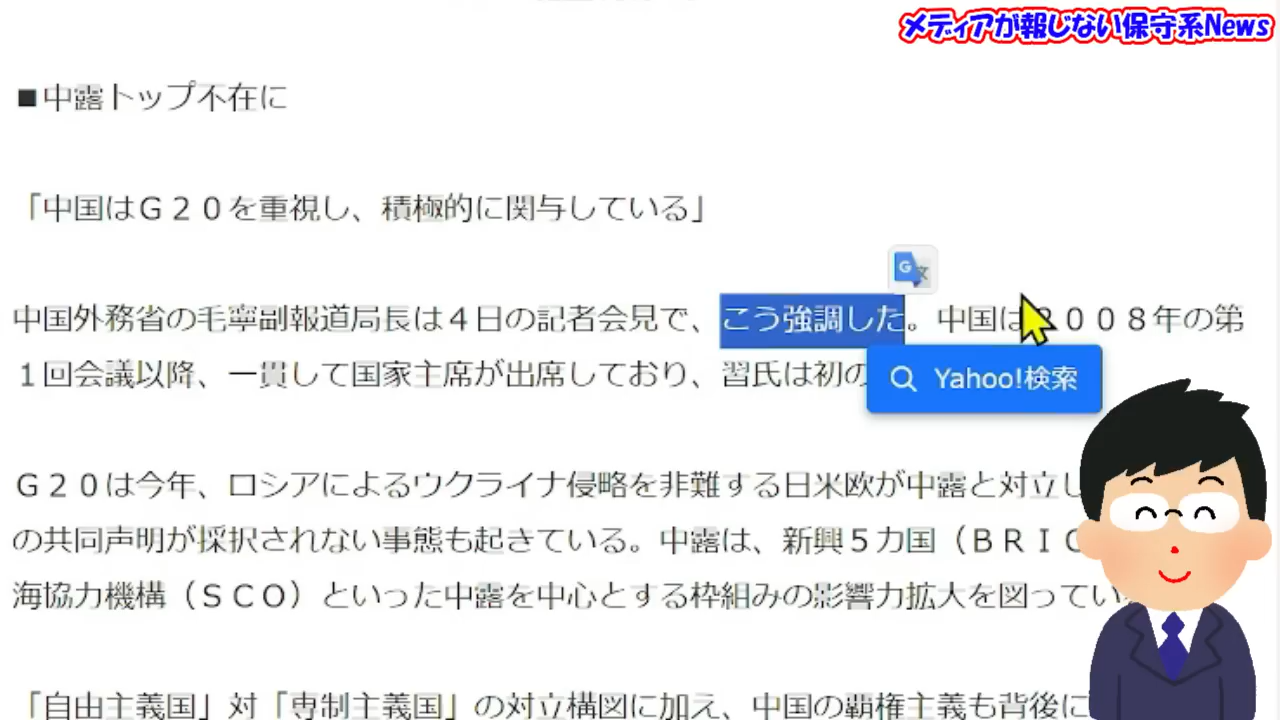 メディアが報じない保守系News
■中露トップ不在に
「中国はG２０を重視し、積極的に関与している」
中国外務省の毛寧副報道局長は４日の記者会見で、こう強調した。中国は２００８年の第
１回会議以降、一貫して国家主席が出席しており、習氏は初の
Yahoo!検索
G２０は今年、ロシアによるウクライナ侵略を非難する日米欧が中露と対立し
の共同声明が採択されない事態も起きている。中露は、新興５カ国（ＢＲＩＣ
海協力機構（ＳＣＯ）といった中露を中心とする枠組みの影響力拡大を図ってい
「自由主義国」対「専制主義国」の対立構図に加え、中国の覇権主義も背後に